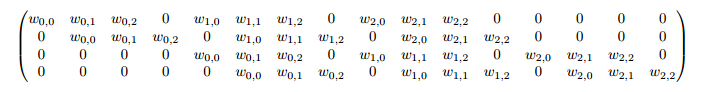 w0,0 w0,1 w0,2 0 w1,0 w1,1 w1,2 0 w2,0 w2,1 w2,2 0 0 0 0 0
0 w0,0 w0,1 w0,2 0 w1,0 w1,1 w1,2 0 w2,0 w2,1 w2,2 0 0 0 0
0 0 0 0 w0,0 w0,1 w0,2 0 w1,0 w1,1 w1,2 0 w2,0 w2,1 w2,2 0
0 0 0 0 0 w0,0 w0,1 w0,2 0 w1,0 w1,1 w1,2 0 w2,0 w2,1 w2,2